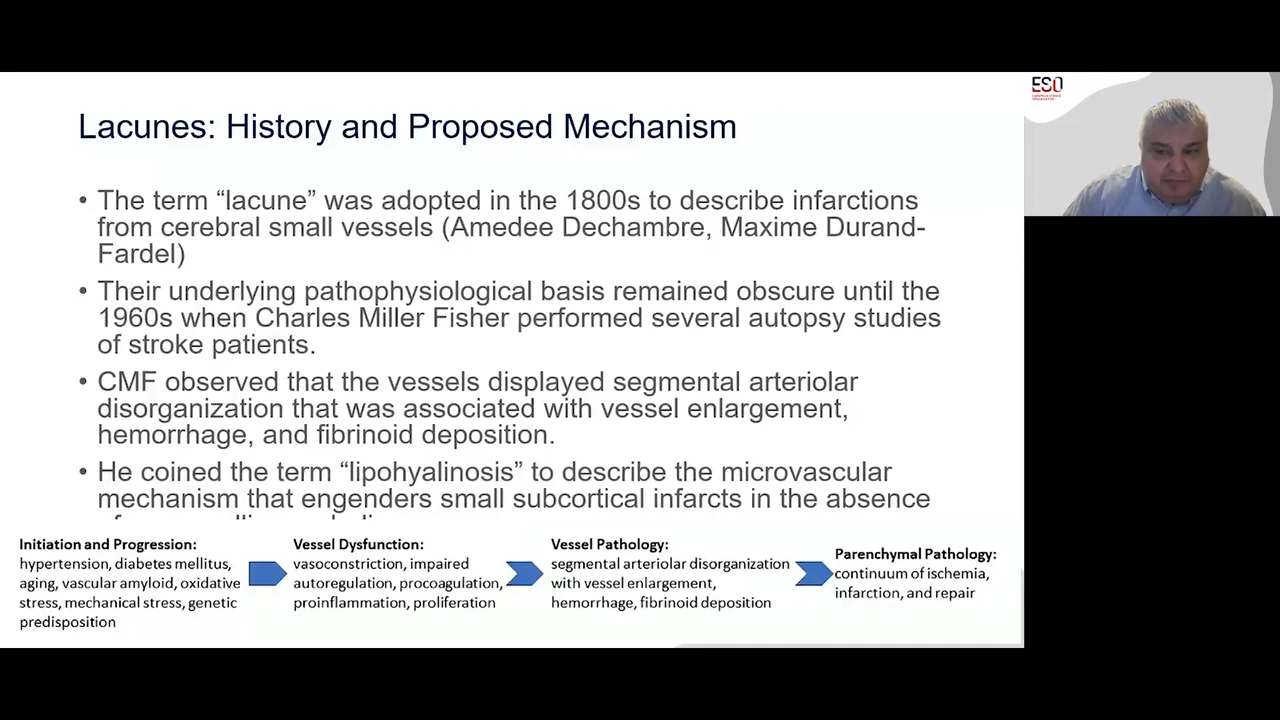 ESO
Lacunes: History and Proposed Mechanism
• The term “lacune” was adopted in the 1800s to describe infarctions
from cerebral small vessels (Amedee Dechambre, Maxime Durand-
Fardel)
• Their underlying pathophysiological basis remained obscure until the
1960s when Charles Miller Fisher performed several autopsy studies
of stroke patients.
• CMF observed that the vessels displayed segmental arteriolar
disorganization that was associated with vessel enlargement,
hemorrhage, and fibrinoid deposition.
• He coined the term “lipohyalinosis” to describe the microvascular
mechanism that engenders small subcortical infarcts in the absence
Initiation and Progression:
hypertension, diabetes mellitus,
aging, vascular amyloid, oxidative
stress, mechanical stress, genetic
predisposition
Vessel Dysfunction:
vasoconstriction, impaired
autoregulation, procoagulation,
proinflammation, proliferation
Vessel Pathology:
segmental arteriolar disorganization
with vessel enlargement,
hemorrhage, fibrinoid deposition
Parenchymal Pathology:
continuum of ischemia,
infarction, and repair